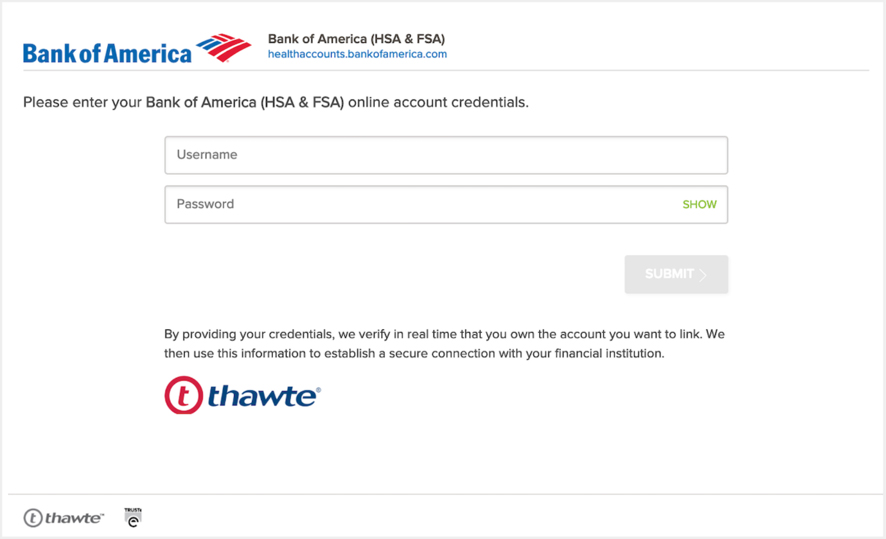 Bank of America
Bank of America (HSA & FSA)
healthaccounts.bankofamerica.com
Please enter your Bank of America (HSA & FSA) online account credentials.
Username
Password SHOW
SUBMIT
By providing your credentials, we verify in real time that you own the account you want to link. We
then use this information to establish a secure connection with your financial institution.
t thawte®
t thawte™ TRUSTe